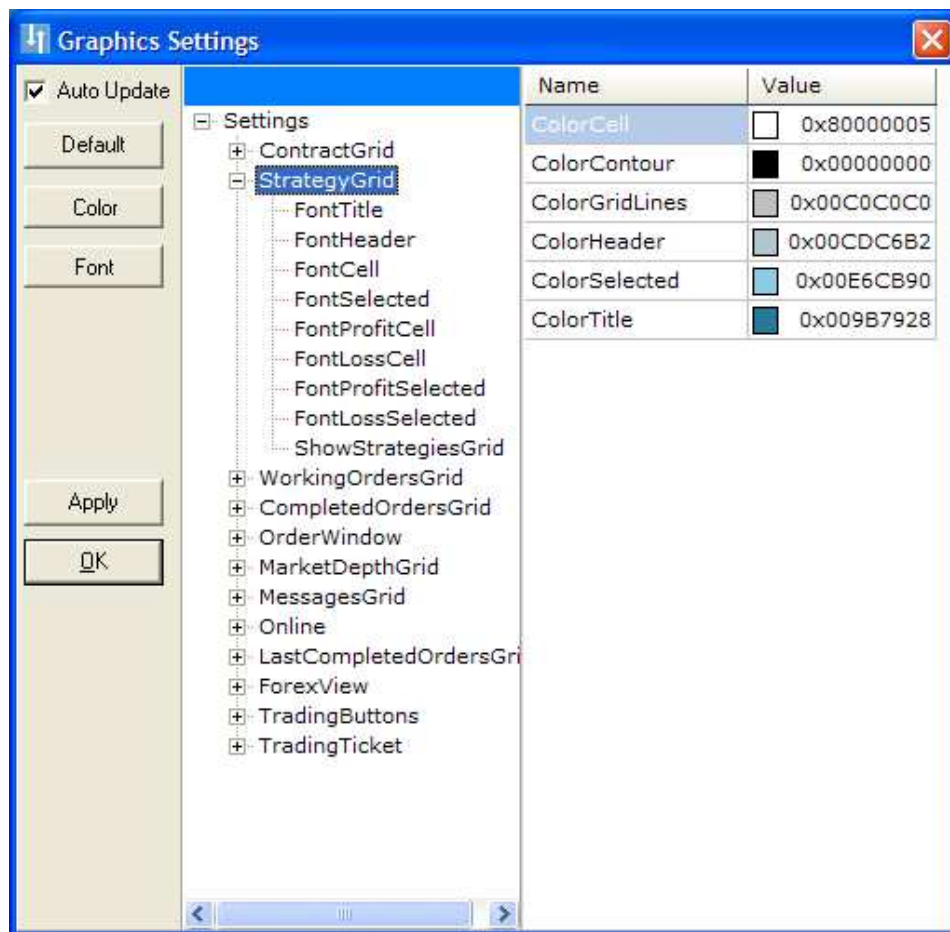 Graphics Settings
Auto Update
Default
Color
Font
Apply
OK
Settings
ContractGrid
StrategyGrid
FontTitle
FontHeader
FontCell
FontSelected
FontProfitCell
FontLossCell
FontProfitSelected
FontLossSelected
ShowStrategiesGrid
WorkingOrdersGrid
CompletedOrdersGrid
OrderWindow
MarketDepthGrid
MessagesGrid
Online
LastCompletedOrdersGri
ForexView
TradingButtons
TradingTicket
Name Value
ColorCell 0x80000005
ColorContour 0x00000000
ColorGridLines 0x00C0C0C0
ColorHeader 0x00CDC6B2
ColorSelected 0x00E6CB90
ColorTitle 0x009B7928